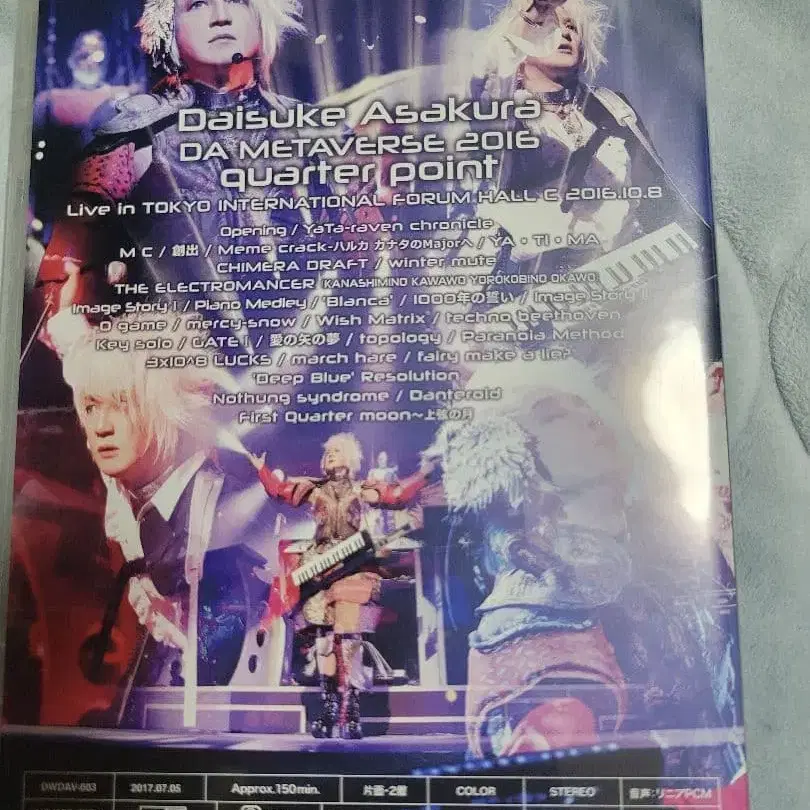 Daisuke Asakura
DA METAVERSE 2016
quarter point
Live in TOKYO INTERNATIONAL FORUM HALL C 2016.10.8
Opening / YaTa-raven chronicle
M C / 創出 / Meme crack-ハルカ カナタのMajorへ / YA・TI・MA
CHIMERA DRAFT / winter mute
THE ELECTROMANCER KANASHIMINO KAWAWO YOROKOBINO OKAWO
Image Story I / Piano Medley / 'Blanca' / 1000年の誓い / Image Story II
O game / mercy-snow / Wish Matrix / techno beethoven
Key solo / GATE I / 愛の矢の夢 / topology / Paranoia Method
3x10^8 LUCKS / march hare / fairy make a lie?
'Deep Blue' Resolution
Nothung syndrome / Danteroid
First Quarter moon～上弦の月
DWDAV-003 2017.07.05 Approx.150min. 片面・2層 COLOR STEREO 音声:リニアPCM